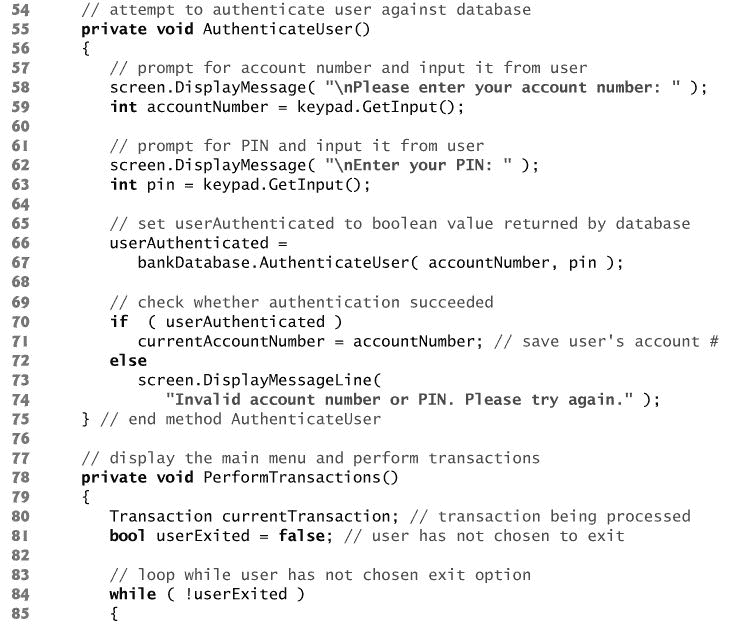 54 // attempt to authenticate user against database
55 private void AuthenticateUser()
56 {
57 // prompt for account number and input it from user
58 screen.DisplayMessage( "\nPlease enter your account number: " );
59 int accountNumber = keypad.GetInput();
60
61 // prompt for PIN and input it from user
62 screen.DisplayMessage( "\nEnter your PIN: " );
63 int pin = keypad.GetInput();
64
65 // set userAuthenticated to boolean value returned by database
66 userAuthenticated =
67 bankDatabase.AuthenticateUser( accountNumber, pin );
68
69 // check whether authentication succeeded
70 if ( userAuthenticated )
71 currentAccountNumber = accountNumber; // save user's account #
72 else
73 screen.DisplayMessageLine(
74 "Invalid account number or PIN. Please try again." );
75 } // end method AuthenticateUser
76
77 // display the main menu and perform transactions
78 private void PerformTransactions()
79 {
80 Transaction currentTransaction; // transaction being processed
81 bool userExited = false; // user has not chosen to exit
82
83 // loop while user has not chosen exit option
84 while ( !userExited )
85 {